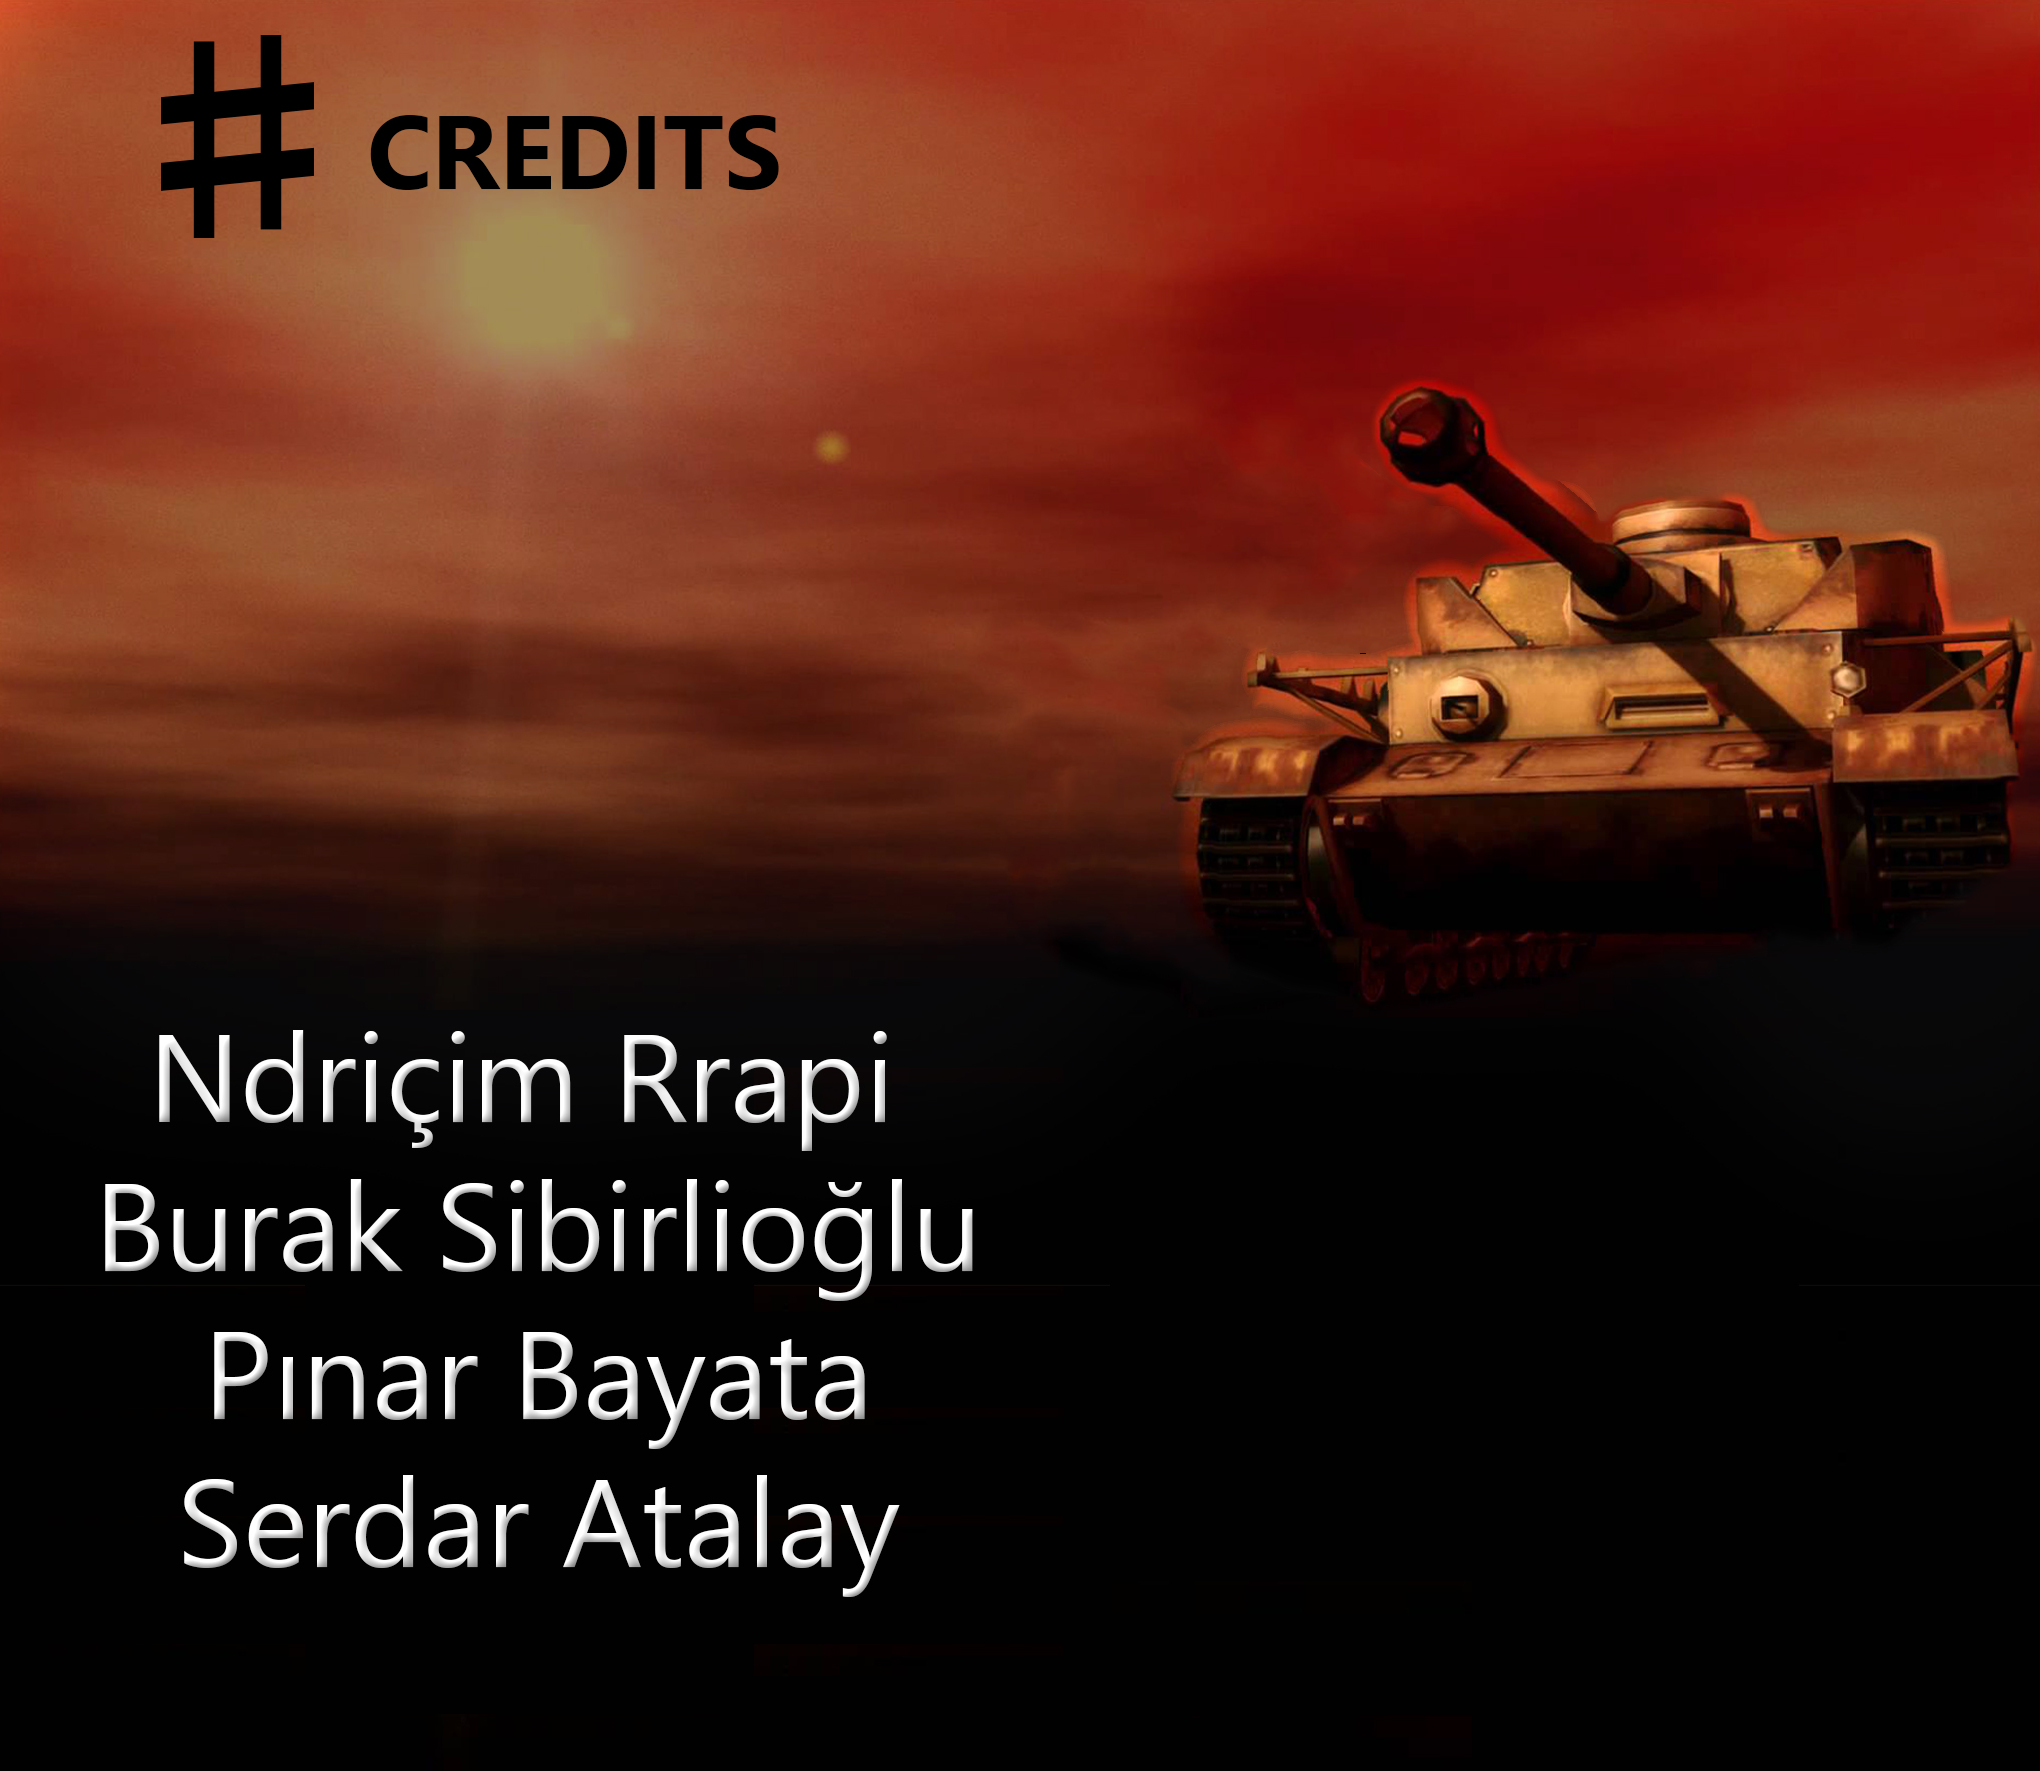 # CREDITS
Ndriçim Rrapi
Burak Sibirlioğlu
Pınar Bayata
Serdar Atalay